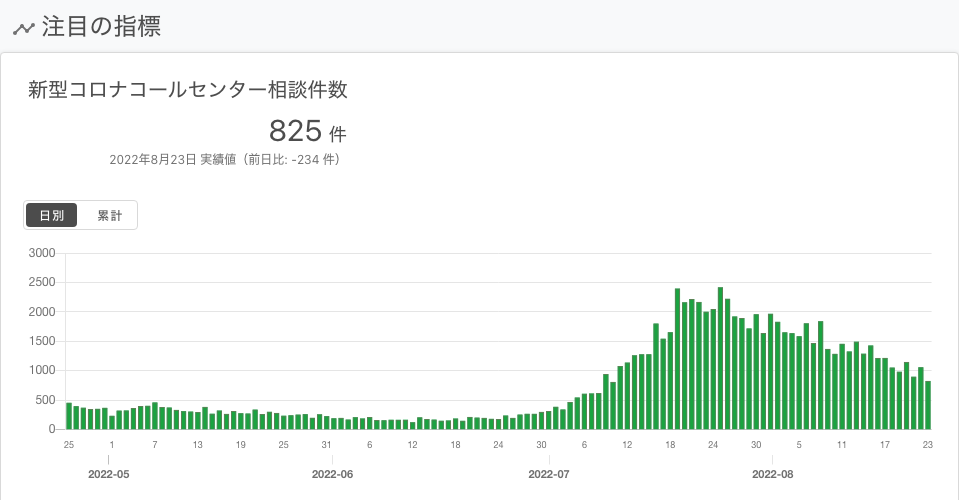 注目の指標
新型コロナコールセンター相談件数
825 件
2022年8月23日 実績値（前日比: -234 件）
日別 累計
3000
2500
2000
1500
1000
500
0
25 1 7 13 19 25 31 6 12 18 24 30 6 12 18 24 30 5 11 17 23
2022-05 2022-06 2022-07 2022-08